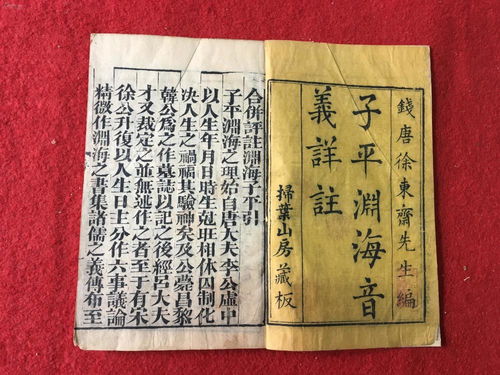 錢唐徐東齋先生編
子平淵海音
義詳註
掃葉山房藏板
合併評註淵海子平引
子平淵海之理始自唐大夫李公虛中
以人生年月日時生剋旺相休囚制化
决人生之禍福其驗神矣及公薨昌黎
韓公爲之作墓誌以記之後經呂大夫
才又裁定之並無述作之者至于有宋
徐公升復以人生日主分作六事議論
精微作淵海之書集諸儒之義傳布至